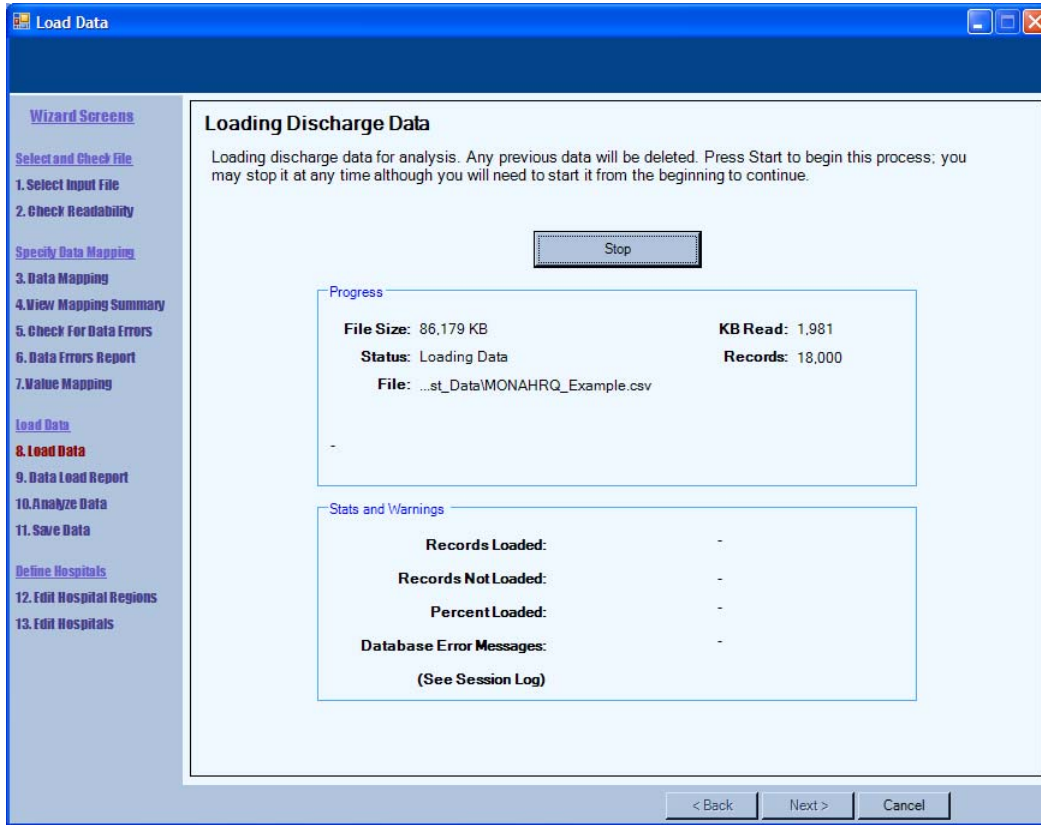 Load Data
Wizard Screens
Select and Check File
1. Select Input File
2. Check Readability
Specify Data Mapping
3. Data Mapping
4. View Mapping Summary
5. Check For Data Errors
6. Data Errors Report
7. Value Mapping
Load Data
8. Load Data
9. Data Load Report
10. Analyze Data
11. Save Data
Define Hospitals
12. Edit Hospital Regions
13. Edit Hospitals
Loading Discharge Data
Loading discharge data for analysis. Any previous data will be deleted. Press Start to begin this process; you
may stop it at any time although you will need to start it from the beginning to continue.
Stop
Progress
File Size: 86,179 KB KB Read: 1,981
Status: Loading Data Records: 18,000
File: ...st_Data\MONAHRQ_Example.csv
-
Stats and Warnings
Records Loaded: -
Records Not Loaded: -
Percent Loaded: -
Database Error Messages: -
(See Session Log)
< Back Next > Cancel